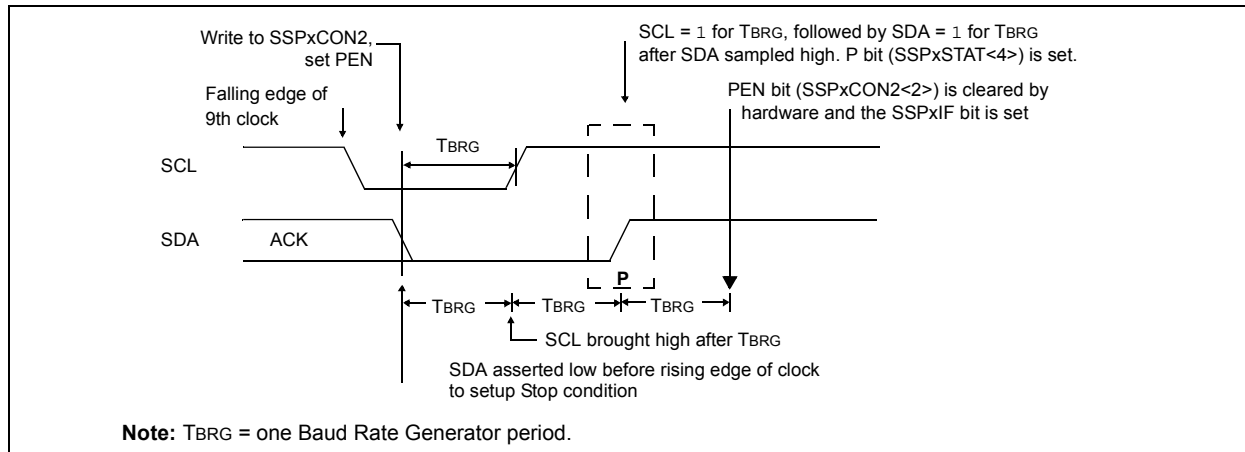 Write to SSPxCON2,
set PEN
SCL = 1 for TBRG, followed by SDA = 1 for TBRG
after SDA sampled high. P bit (SSPxSTAT<4>) is set.
PEN bit (SSPxCON2<2>) is cleared by
hardware and the SSPxIF bit is set
Falling edge of
9th clock
TBRG
SCL
SDA
ACK
P
TBRG
TBRG
TBRG
SCL brought high after TBRG
SDA asserted low before rising edge of clock
to setup Stop condition
Note: TBRG = one Baud Rate Generator period.